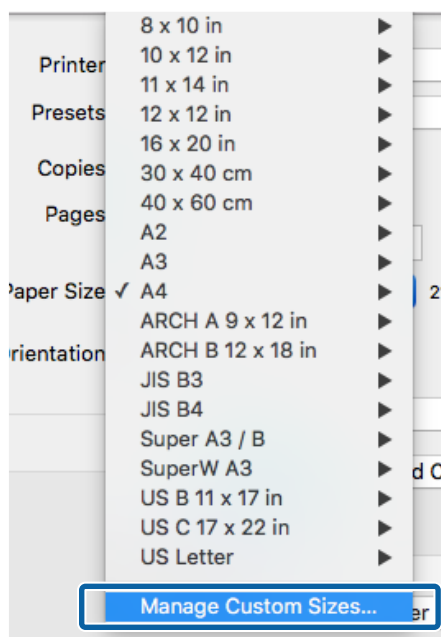 8 x 10 in
Printer
10 x 12 in
11 x 14 in
Presets
12 x 12 in
16 x 20 in
Copies
30 x 40 cm
40 x 60 cm
Pages
A2
A3
Paper Size ✓ A4
ARCH A 9 x 12 in
ARCH B 12 x 18 in
JIS B3
JIS B4
Super A3 / B
SuperW A3
US B 11 x 17 in
US C 17 x 22 in
US Letter
Manage Custom Sizes...